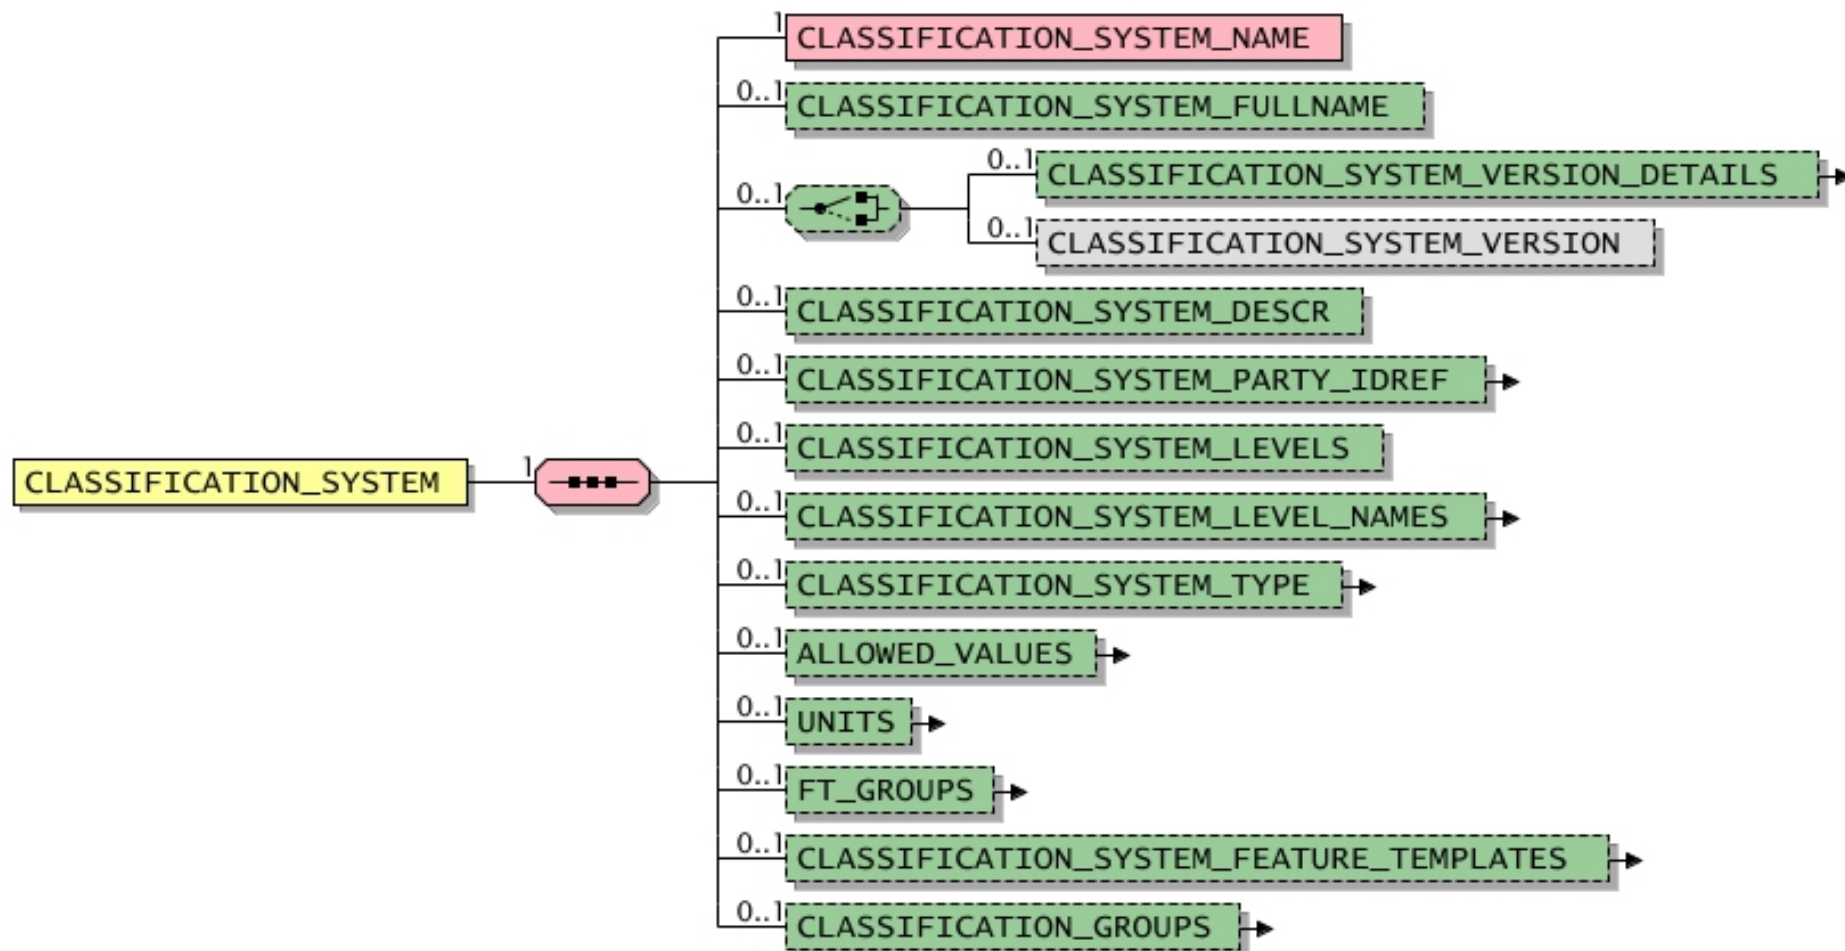 1
CLASSIFICATION_SYSTEM_NAME
0..1
CLASSIFICATION_SYSTEM_FULLNAME
0..1
0..1
CLASSIFICATION_SYSTEM_VERSION_DETAILS
0..1
CLASSIFICATION_SYSTEM_VERSION
0..1
CLASSIFICATION_SYSTEM_DESCR
0..1
CLASSIFICATION_SYSTEM_PARTY_IDREF
0..1
CLASSIFICATION_SYSTEM_LEVELS
CLASSIFICATION_SYSTEM
1
0..1
CLASSIFICATION_SYSTEM_LEVEL_NAMES
0..1
CLASSIFICATION_SYSTEM_TYPE
0..1
ALLOWED_VALUES
0..1
UNITS
0..1
FT_GROUPS
0..1
CLASSIFICATION_SYSTEM_FEATURE_TEMPLATES
0..1
CLASSIFICATION_GROUPS